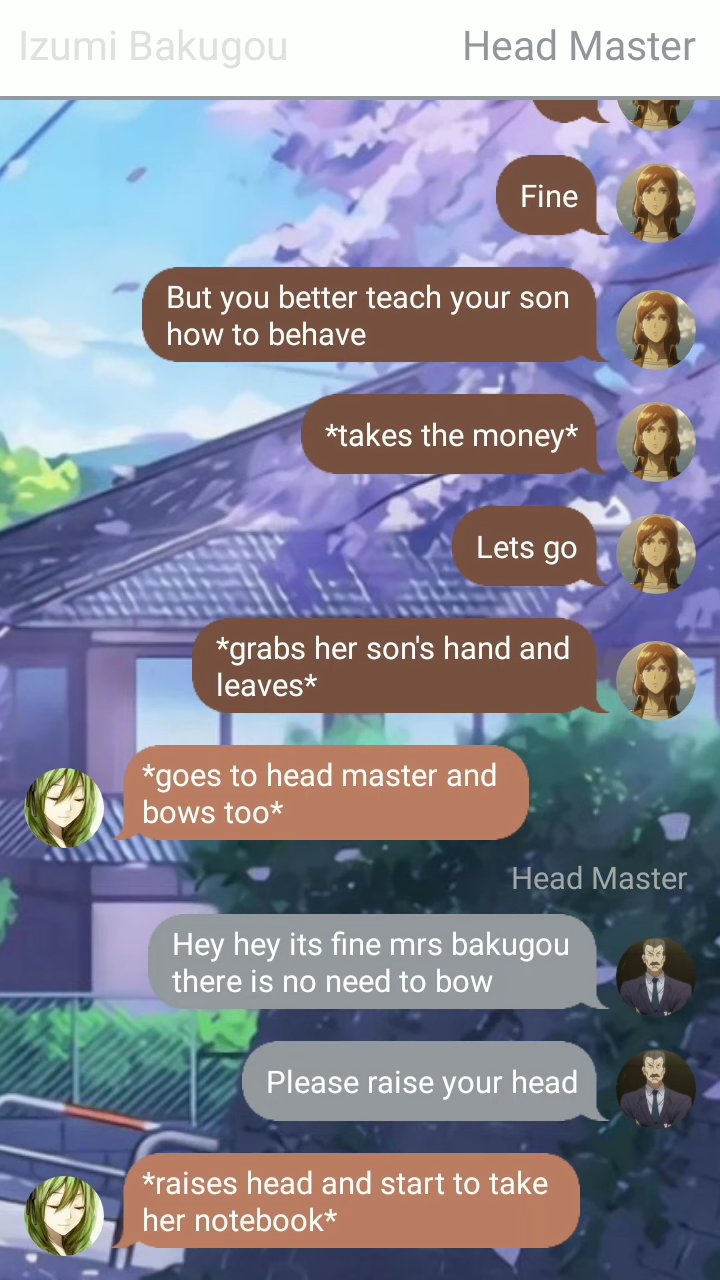 Izumi Bakugou
Head Master
Fine
But you better teach your son
how to behave
*takes the money*
Lets go
*grabs her son's hand and
leaves*
*goes to head master and
bows too*
Head Master
Hey hey its fine mrs bakugou
there is no need to bow
Please raise your head
*raises head and start to take
her notebook*